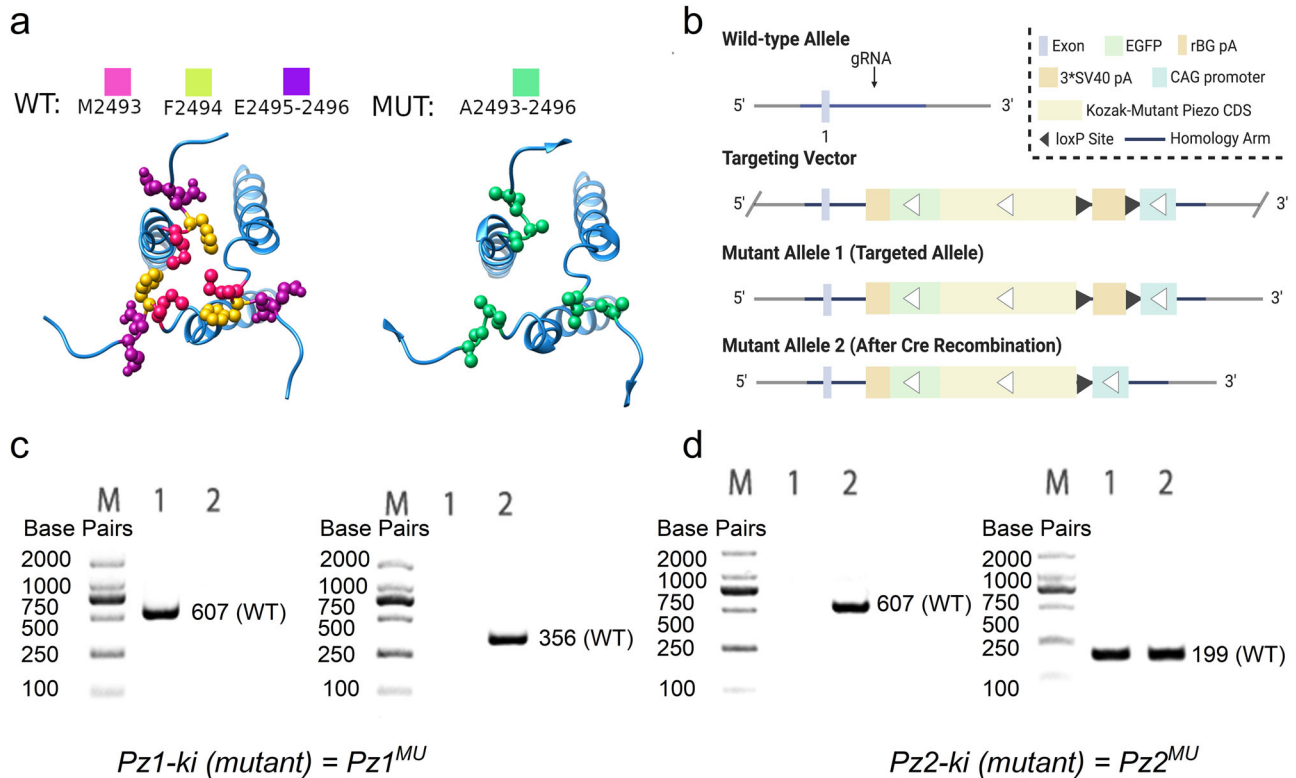 a
WT:
M2493
F2494
E2495-2496
MUT:
A2493-2496
b
Wild-type Allele
gRNA
5'
3'
1
Exon
EGFP
rBG pA
3*SV40 pA
CAG promoter
Kozak-Mutant Piezo CDS
loxP Site
Homology Arm
Targeting Vector
5'
3'
Mutant Allele 1 (Targeted Allele)
5'
3'
Mutant Allele 2 (After Cre Recombination)
5'
3'
c
M 1 2
Base Pairs
2000
1000
750
500
250
100
607 (WT)
M 1 2
Base Pairs
2000
1000
750
500
250
100
356 (WT)
Pz1-ki (mutant) = Pz1MU
d
M 1 2
Base Pairs
2000
1000
750
500
250
100
607 (WT)
M 1 2
Base Pairs
2000
1000
750
500
250
100
199 (WT)
Pz2-ki (mutant) = Pz2MU